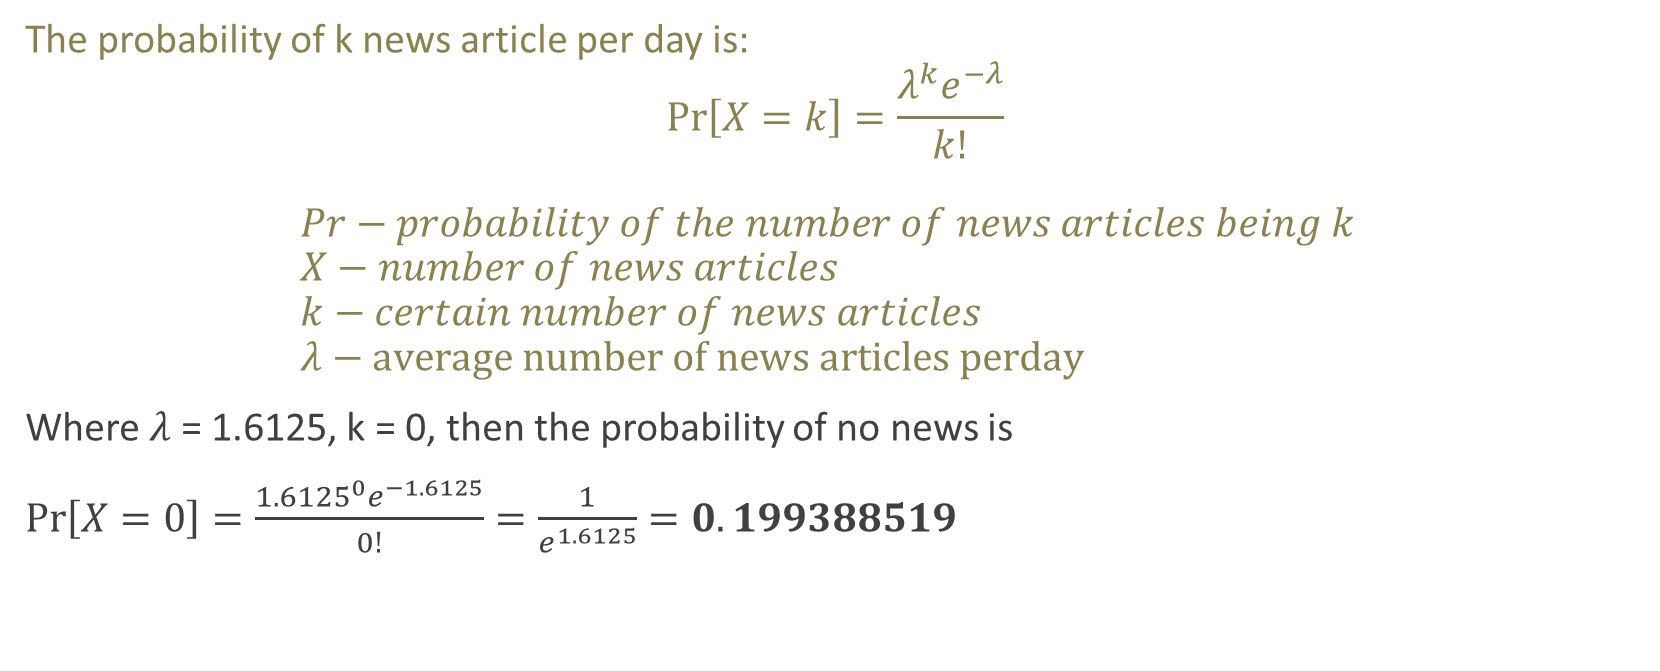 The probability of k news article per day is:
Pr[X = k] = λ^k e^−λ / k!
Pr − probability of the number of news articles being k
X − number of news articles
k − certain number of news articles
λ − average number of news articles perday
Where λ = 1.6125, k = 0, then the probability of no news is
Pr[X = 0] = 1.6125^0 e^−1.6125 / 0! = 1 / e^1.6125 = 0.199388519